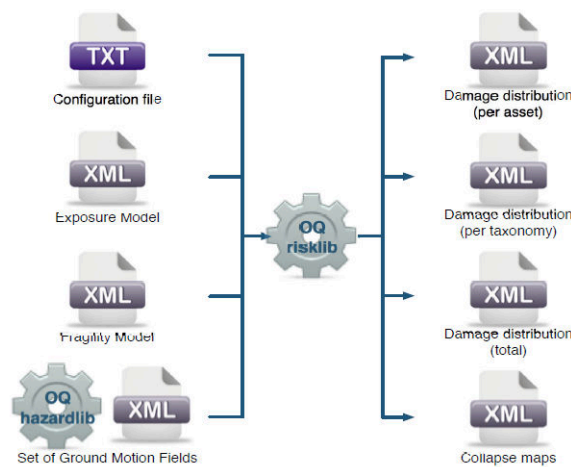 TXT
Configuration file
XML
Exposure Model
XML
Fragility Model
OQ
hazardlib
XML
Set of Ground Motion Fields
OQ
risklib
XML
Damage distribution
(per asset)
XML
Damage distribution
(per taxonomy)
XML
Damage distribution
(total)
XML
Collapse maps